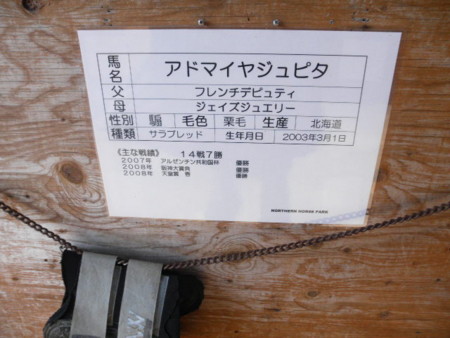 馬名 アドマイヤジュピタ
父 フレンチデピュティ
母 ジェイズジュエリー
性別 騸 毛色 栗毛 生産 北海道
種類 サラブレッド 生年月日 2003年3月1日
《主な戦績》 14戦7勝
2007年 アルゼンチン共和国杯 優勝
2008年 阪神大賞典 優勝
2008年 天皇賞 春 優勝
NORTHERN HORSE PARK